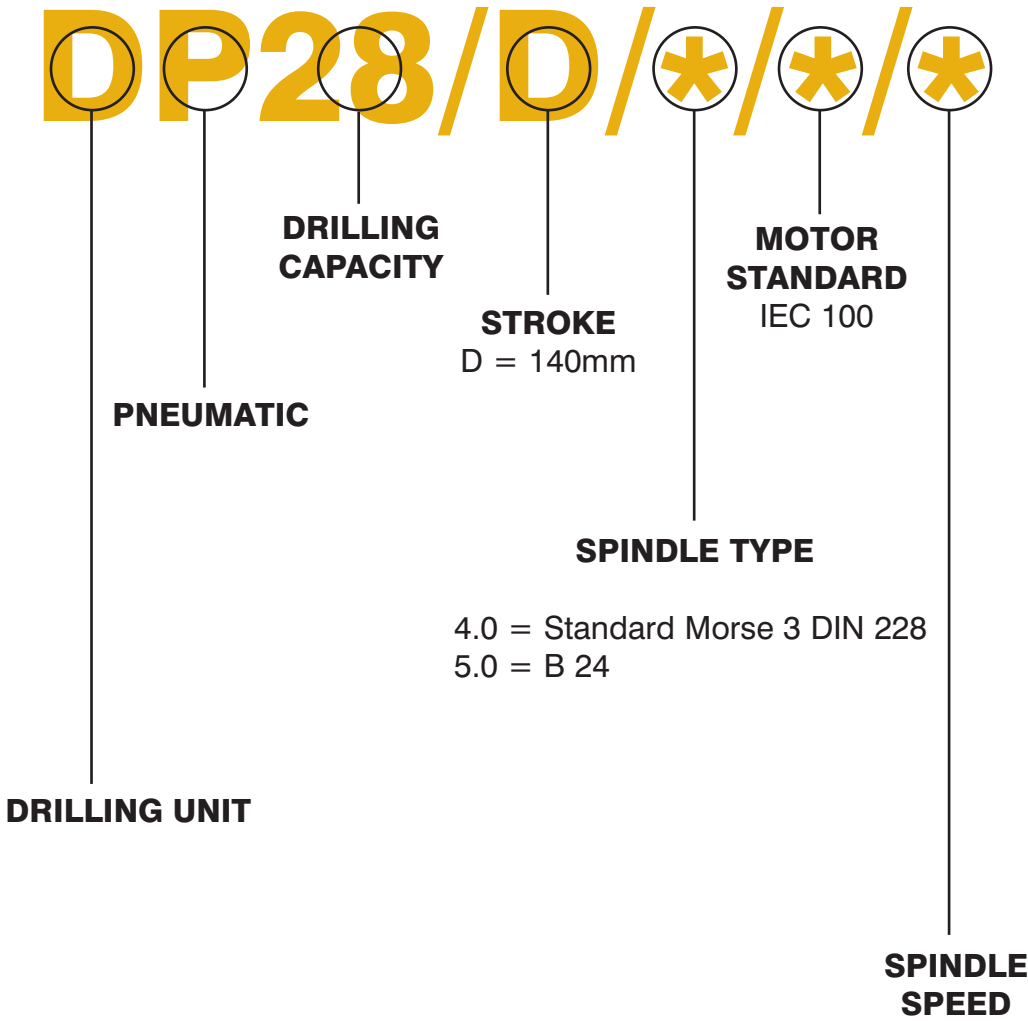 DP28/D/*/*/*
DRILLING
CAPACITY
MOTOR
STANDARD
IEC 100
STROKE
D = 140mm
PNEUMATIC
SPINDLE TYPE
4.0 = Standard Morse 3 DIN 228
5.0 = B 24
DRILLING UNIT
SPINDLE
SPEED